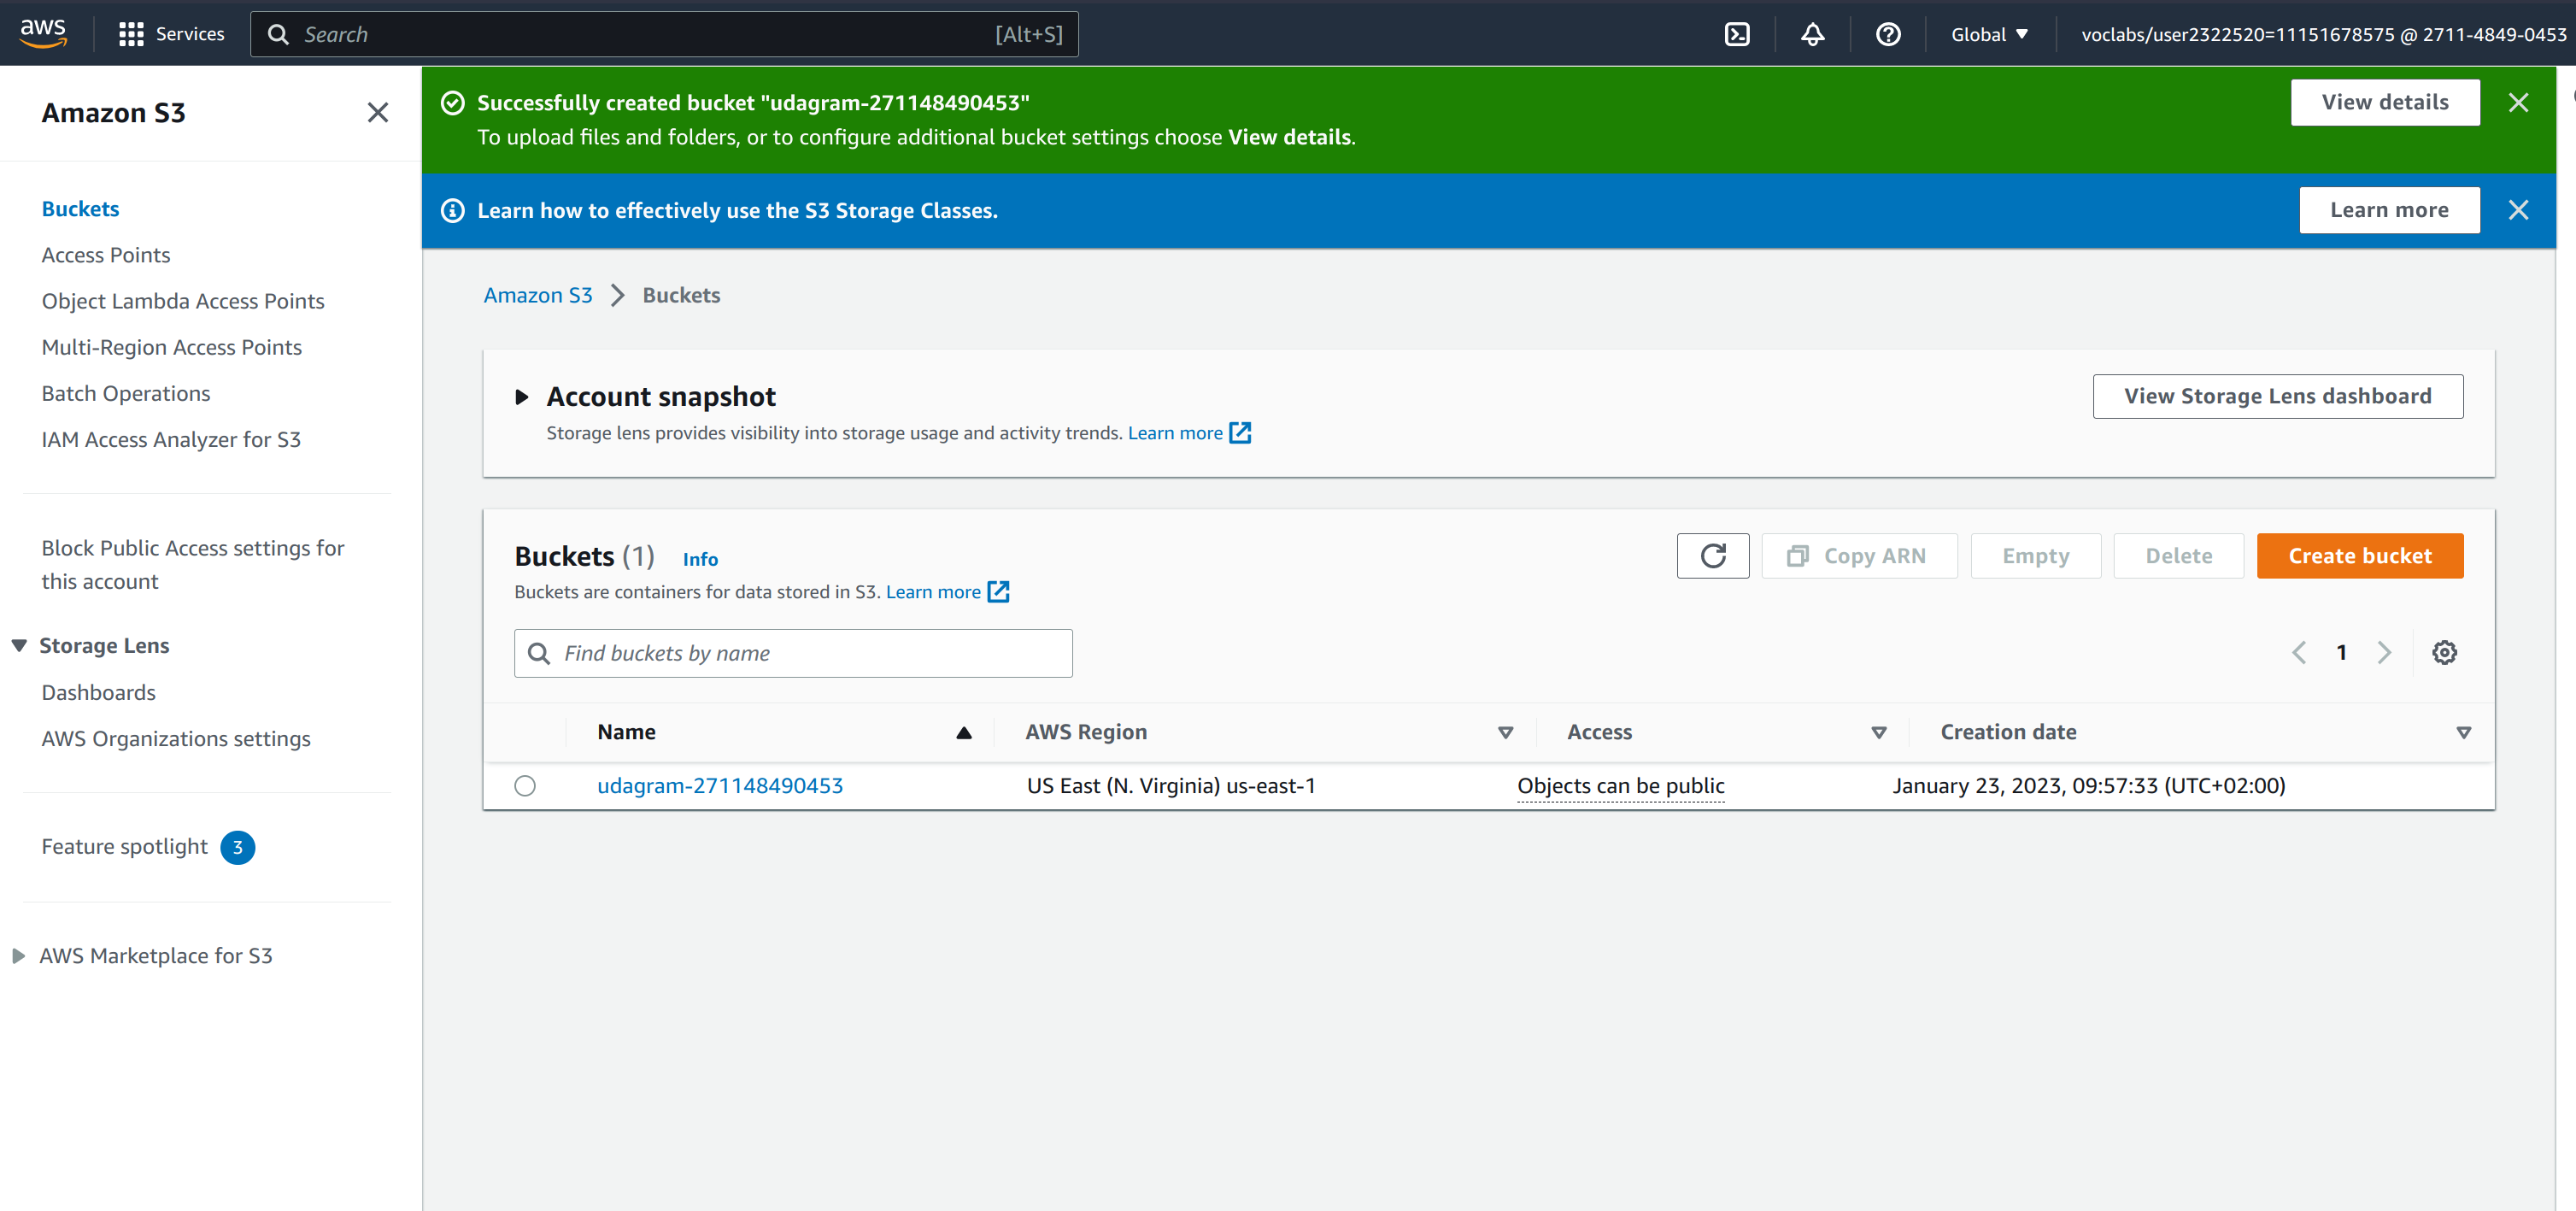 aws
Services
Search
[Alt+S]
Global
voclabs/user2322520=11151678575 @ 2711-4849-0453
Amazon S3
Buckets
Access Points
Object Lambda Access Points
Multi-Region Access Points
Batch Operations
IAM Access Analyzer for S3
Block Public Access settings for
this account
Storage Lens
Dashboards
AWS Organizations settings
Feature spotlight 3
AWS Marketplace for S3
Successfully created bucket "udagram-271148490453"
To upload files and folders, or to configure additional bucket settings choose View details.
View details
Learn how to effectively use the S3 Storage Classes.
Learn more
Amazon S3 > Buckets
Account snapshot
Storage lens provides visibility into storage usage and activity trends. Learn more
View Storage Lens dashboard
Buckets (1) Info
Buckets are containers for data stored in S3. Learn more
Copy ARN
Empty
Delete
Create bucket
Find buckets by name
1
Name AWS Region Access Creation date
udagram-271148490453 US East (N. Virginia) us-east-1 Objects can be public January 23, 2023, 09:57:33 (UTC+02:00)